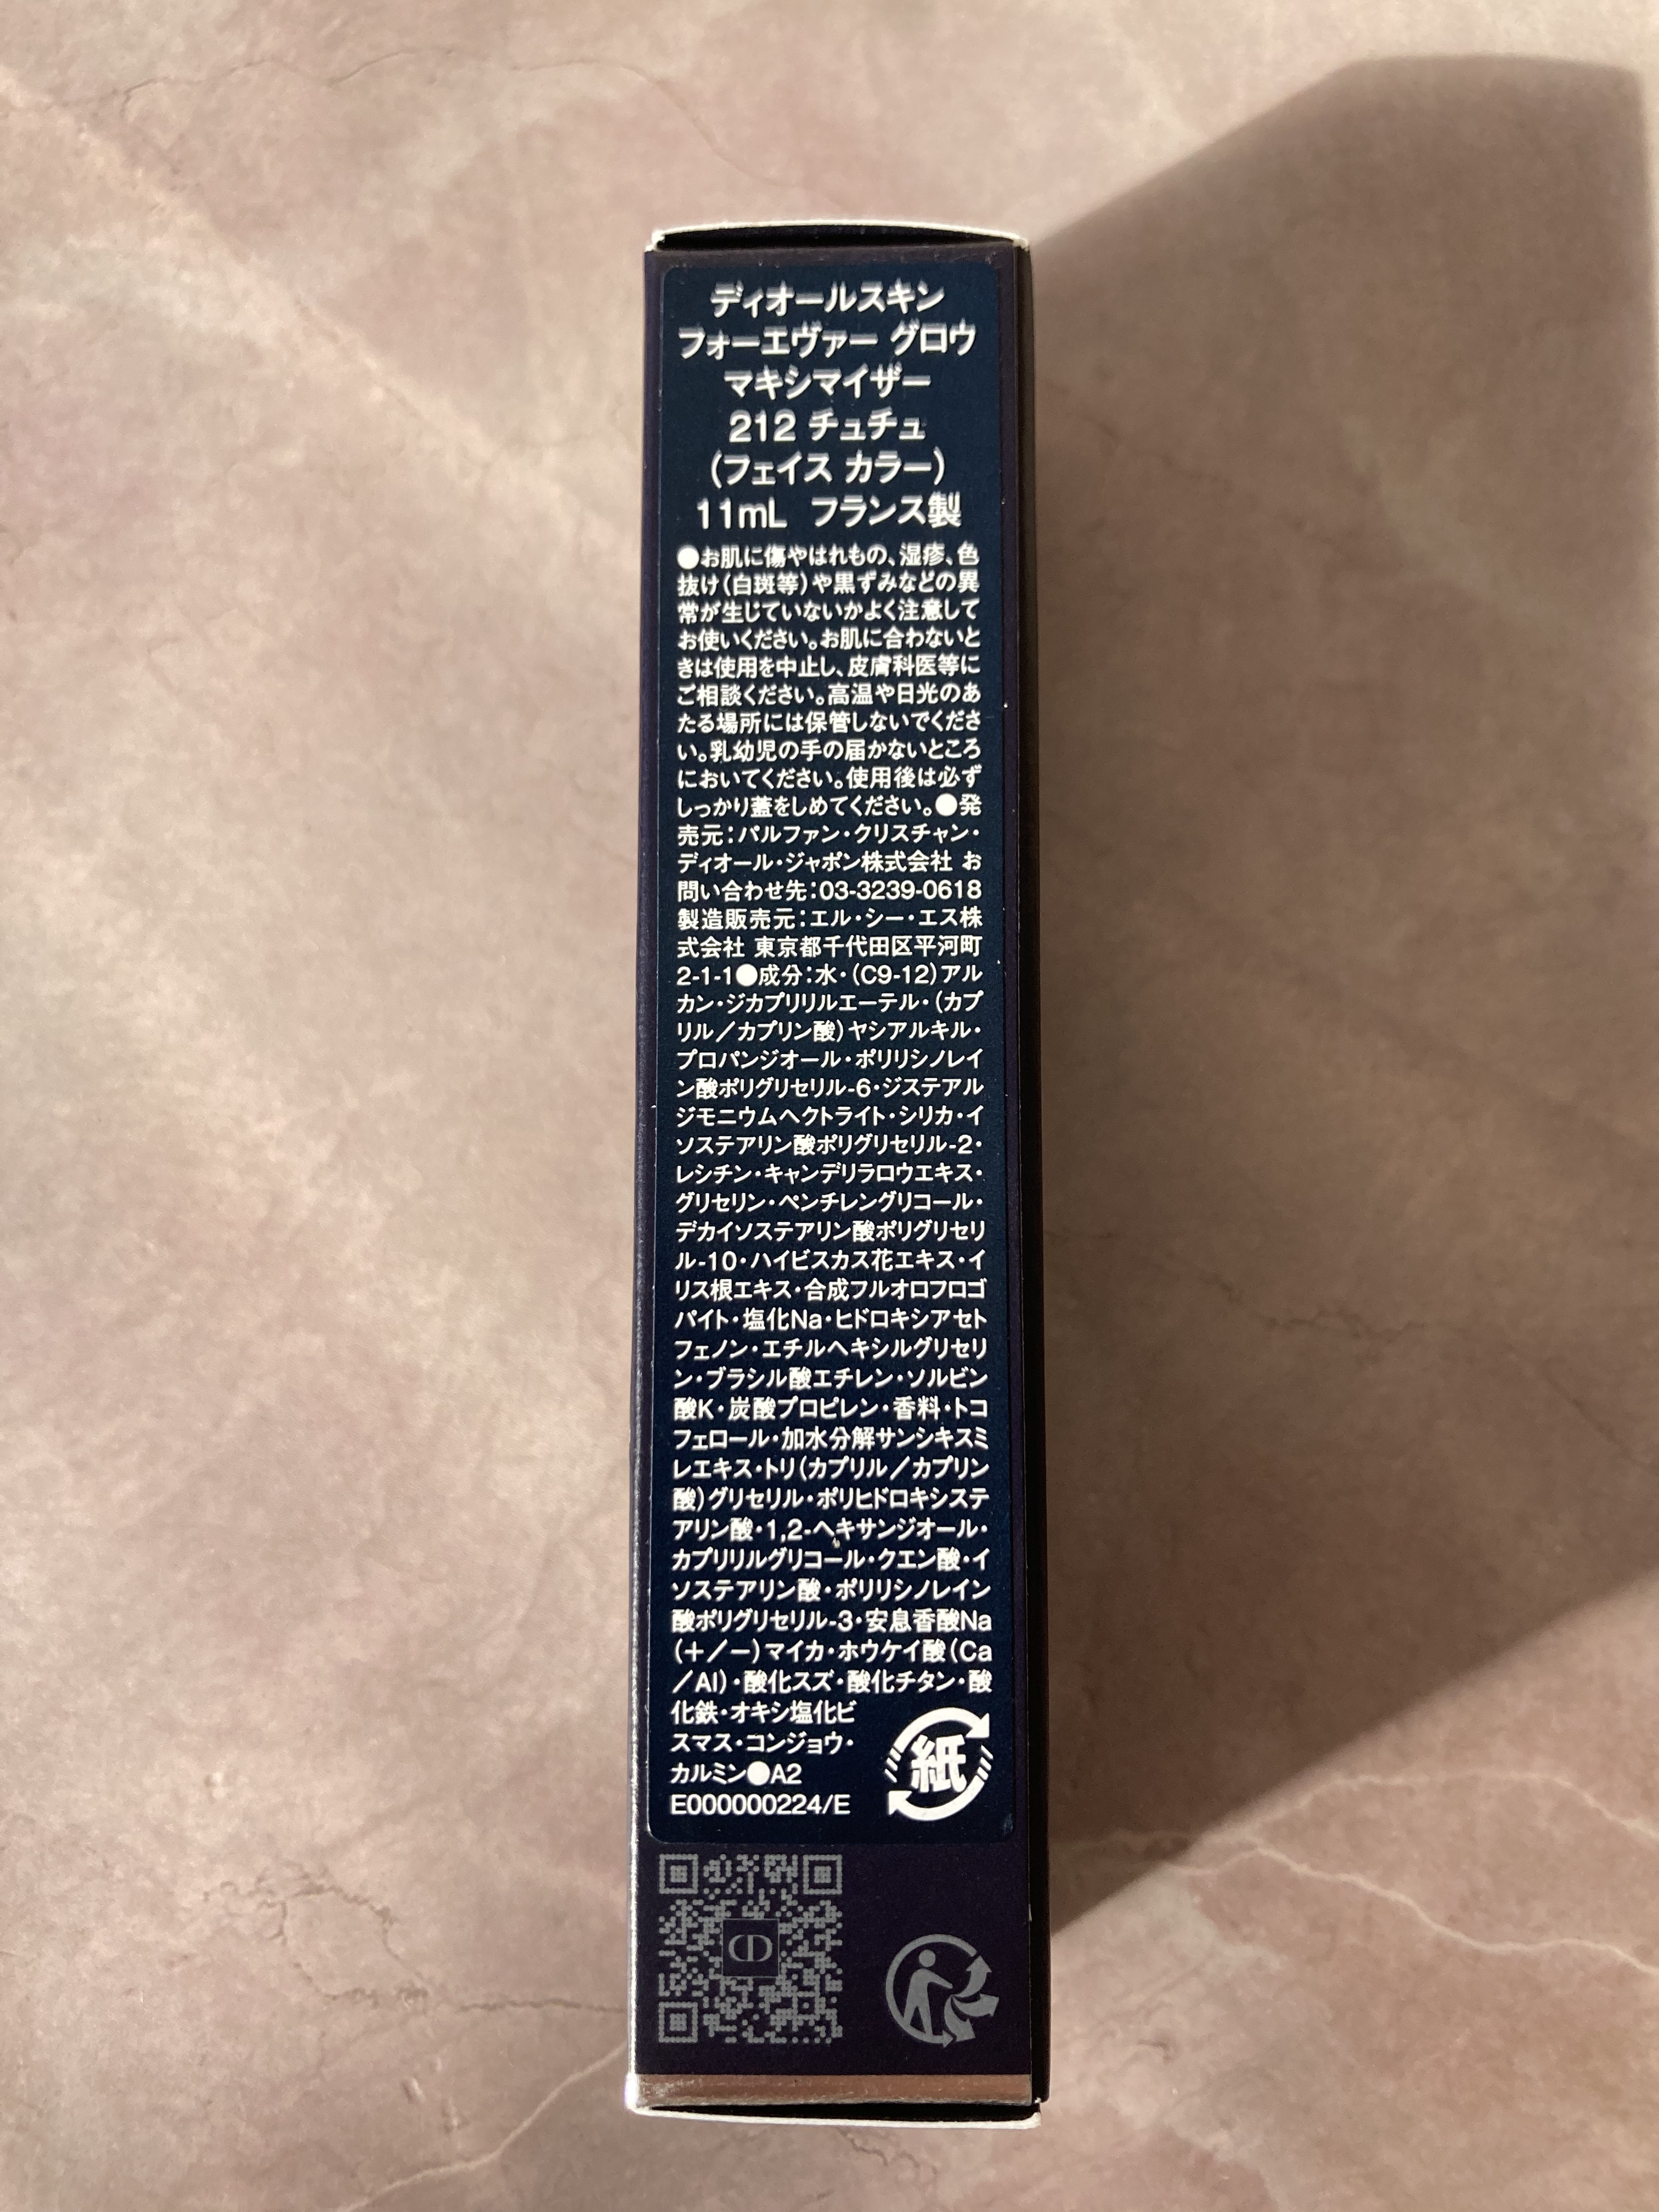 ディオールスキン
フォーエヴァー グロウ
マキシマイザー
212 チュチュ
(フェイス カラー)
11mL フランス製
●お肌に傷やはれもの、湿疹、色
抜け(白斑等)や黒ずみなどの異
常が生じていないかよく注意して
お使いください。お肌に合わないと
きは使用を中止し、皮膚科医等に
ご相談ください。高温や日光のあ
たる場所には保管しないでくださ
い。乳幼児の手の届かないところ
においてください。使用後は必ず
しっかり蓋をしめてください。●発
売元:パルファン・クリスチャン・
ディオール・ジャポン株式会社 お
問い合わせ先:03-3239-0618
製造販売元:エル・シー・エス株
式会社 東京都千代田区平河町
2-1-1●成分:水・(C9-12)アル
カン・ジカプリリルエーテル・(カプ
リル/カプリン酸)ヤシアルキル・
プロパンジオール・ポリリシノレイ
ン酸ポリグリセリル-6・ジステアル
ジモニウムヘクトライト・シリカ・イ
ソステアリン酸ポリグリセリル-2・
レシチン・キャンデリラロウエキス・
グリセリン・ペンチレングリコール・
デカイソステアリン酸ポリグリセリ
ル-10・ハイビスカス花エキス・イ
リス根エキス・合成フルオロフロゴ
パイト・塩化Na・ヒドロキシアセト
フェノン・エチルヘキシルグリセリ
ン・ブラシル酸エチレン・ソルビン
酸K・炭酸プロピレン・香料・トコ
フェロール・加水分解サンシキスミ
レエキス・トリ(カプリル/カプリン
酸)グリセリル・ポリヒドロキシステ
アリン酸・1,2-ヘキサンジオール・
カプリリルグリコール・クエン酸・イ
ソステアリン酸・ポリリシノレイン
酸ポリグリセリル-3・安息香酸Na
(+/-)マイカ・ホウケイ酸(Ca
/Al)・酸化スズ・酸化チタン・酸
化鉄・オキシ塩化ビ
スマス・コンジョウ・
カルミン●A2
E000000224/E
紙
CD